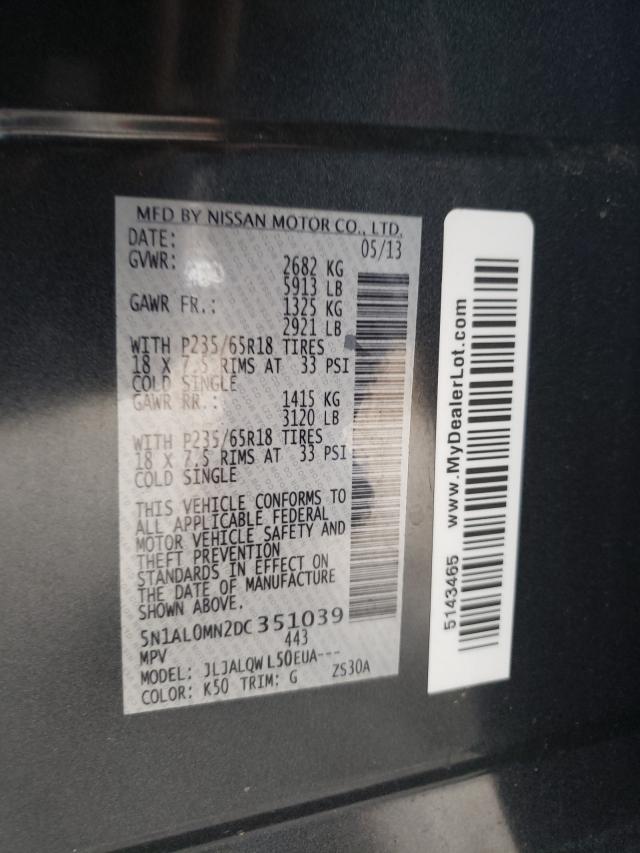 MFD BY NISSAN MOTOR CO., LTD.
DATE: 05/13
GVWR: 2682 KG
5913 LB
GAWR FR.: 1325 KG
2921 LB
WITH P235/65R18 TIRES
18 X 7.5 RIMS AT 33 PSI
COLD SINGLE
GAWR RR.: 1415 KG
3120 LB
WITH P235/65R18 TIRES
18 X 7.5 RIMS AT 33 PSI
COLD SINGLE
THIS VEHICLE CONFORMS TO
ALL APPLICABLE FEDERAL
MOTOR VEHICLE SAFETY AND
THEFT PREVENTION
STANDARDS IN EFFECT ON
THE DATE OF MANUFACTURE
SHOWN ABOVE.
5N1AL0MN2DC351039
MPV 443
MODEL: JLJALQWL50EUA---
COLOR: K50 TRIM: G ZS30A
5143465 www.MyDealerLot.com